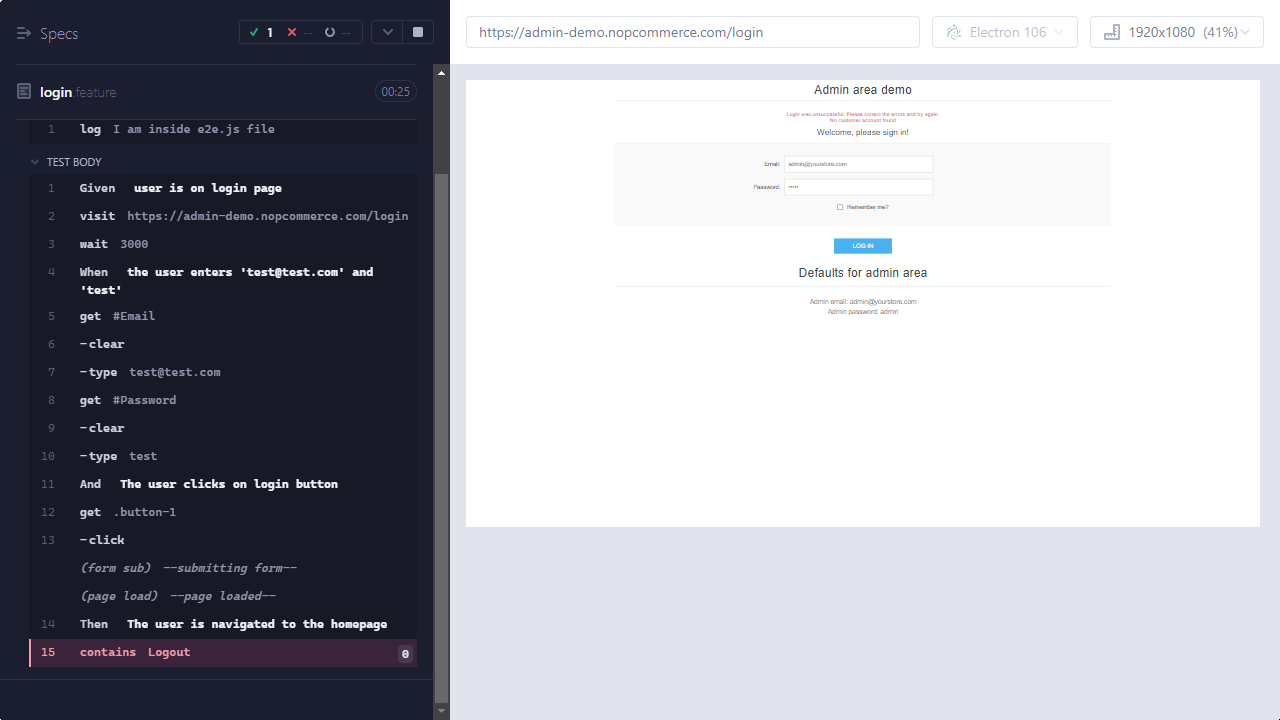 Specs
1
--
--
login feature
00:25
1 log I
TEST BODY
1 Given user is on login page
2 visit https://admin-demo.nopcommerce.com/login
3 wait 3000
4 When the user enters 'test@test.com' and
'test'
5 get #Email
6 -clear
7 -type test@test.com
8 get #Password
9 -clear
10 -type test
11 And The user clicks on login button
12 get .button-1
13 -click
(form sub) --submitting form--
(page load) --page loaded--
14 Then The user is navigated to the homepage
15 contains Logout 0
https://admin-demo.nopcommerce.com/login
Electron 106
1920x1080 (41%)
Admin area demo
Login was unsuccessful. Please correct the errors and try again.
No customer account found
Welcome, please sign in!
Email: admin@yourstore.com
Password: •••••
Remember me?
LOG IN
Defaults for admin area
Admin email: admin@yourstore.com
Admin password: admin